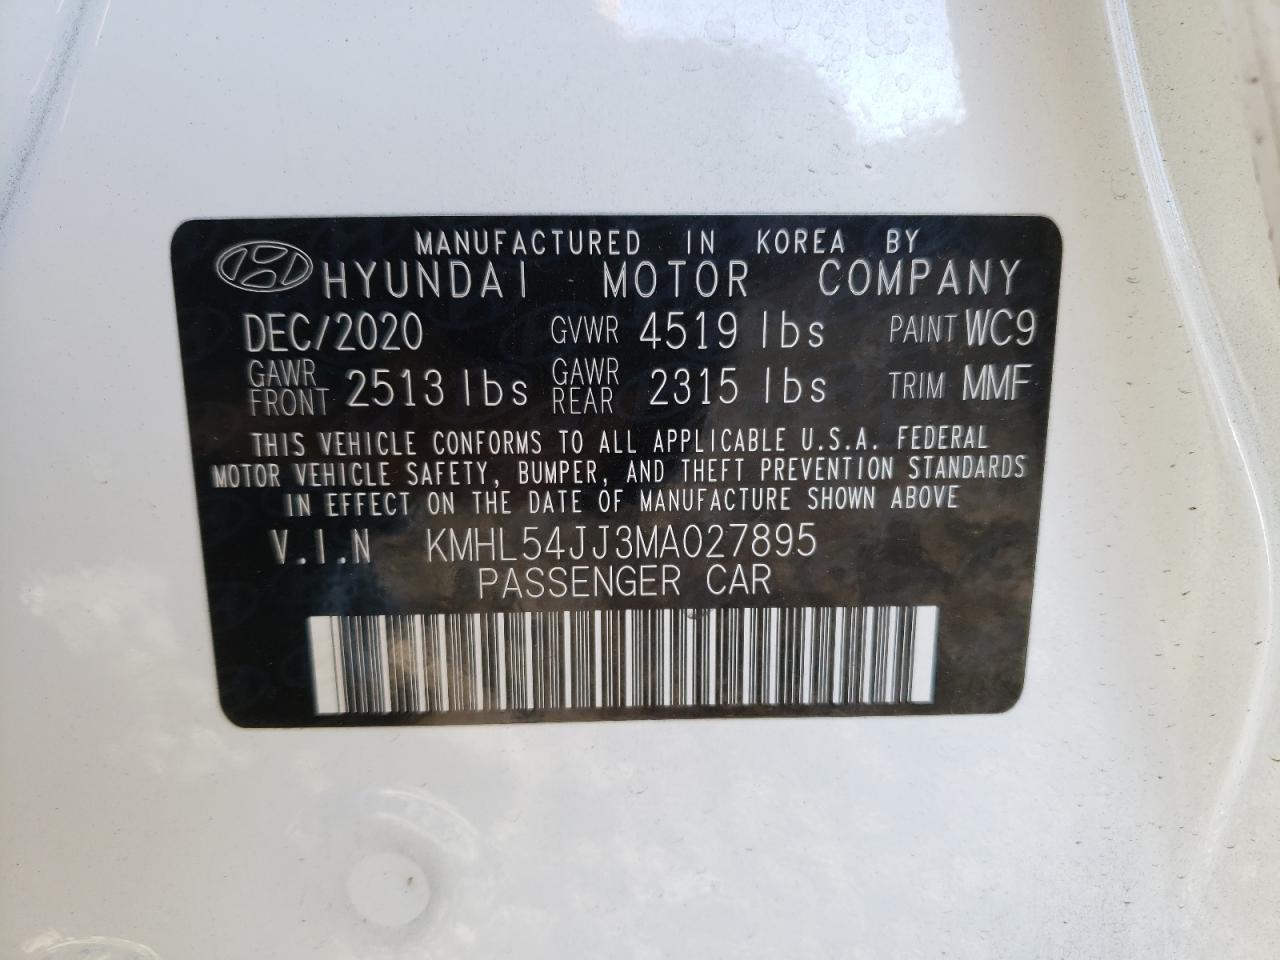 MANUFACTURED IN KOREA BY
HYUNDAI MOTOR COMPANY
DEC/2020 GVWR 4519 lbs PAINT WC9
GAWR FRONT 2513 lbs GAWR REAR 2315 lbs TRIM MMF
THIS VEHICLE CONFORMS TO ALL APPLICABLE U.S.A. FEDERAL
MOTOR VEHICLE SAFETY, BUMPER, AND THEFT PREVENTION STANDARDS
IN EFFECT ON THE DATE OF MANUFACTURE SHOWN ABOVE
V.I.N KMHL54JJ3MA027895
PASSENGER CAR